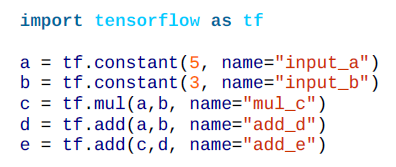 import tensorflow as tf
a = tf.constant(5, name="input_a")
b = tf.constant(3, name="input_b")
c = tf.mul(a,b, name="mul_c")
d = tf.add(a,b, name="add_d")
e = tf.add(c,d, name="add_e")